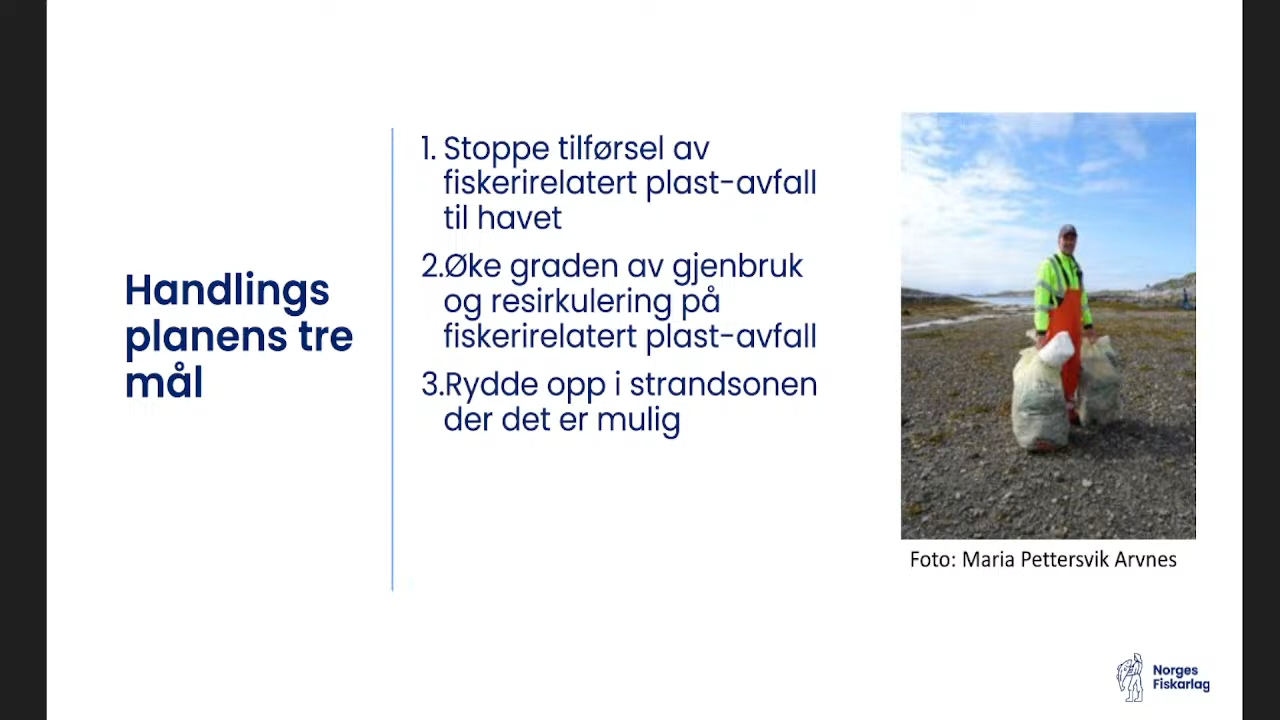 Handlings
planens tre
mål
1. Stoppe tilførsel av
fiskerirelatert plast-avfall
til havet
2.Øke graden av gjenbruk
og resirkulering på
fiskerirelatert plast-avfall
3.Rydde opp i strandsonen
der det er mulig
Foto: Maria Pettersvik Arvnes
Norges
Fiskarlag